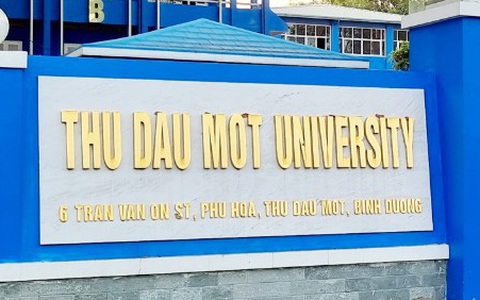 B
THU DAU MOT UNIVERSITY
6 TRAN VAN ON ST, PHU HOA, THU DAU MOT, BINH DUONG